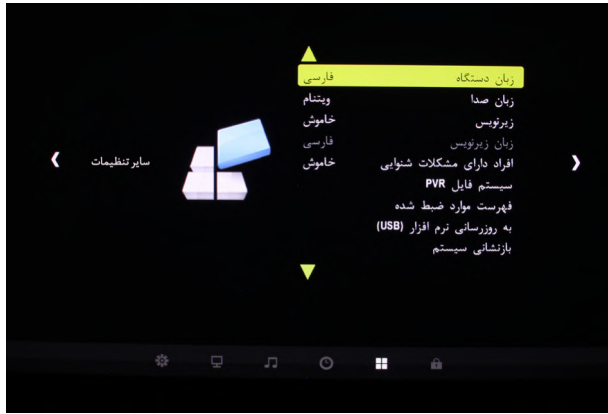 زبان دستگاه فارسی
زبان صدا ویتنام
زیرنویس خاموش
زبان زیرنویس فارسی
افراد دارای مشکلات شنوایی خاموش
سیستم فایل PVR
فهرست موارد ضبط شده
به روزرسانی نرم افزار (USB)
بازنشانی سیستم
سایر تنظیمات